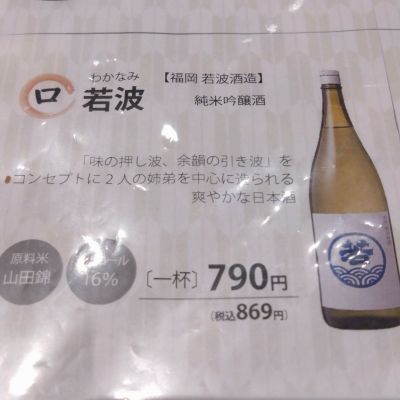 わかなみ
口 若波
【福岡 若波酒造】
純米吟醸酒
「味の押し波、余韻の引き波」を
コンセプトに2人の姉弟を中心に造られる
爽やかな日本酒
原料米
山田錦
16%
〔一杯〕790円
(税込869円)
若